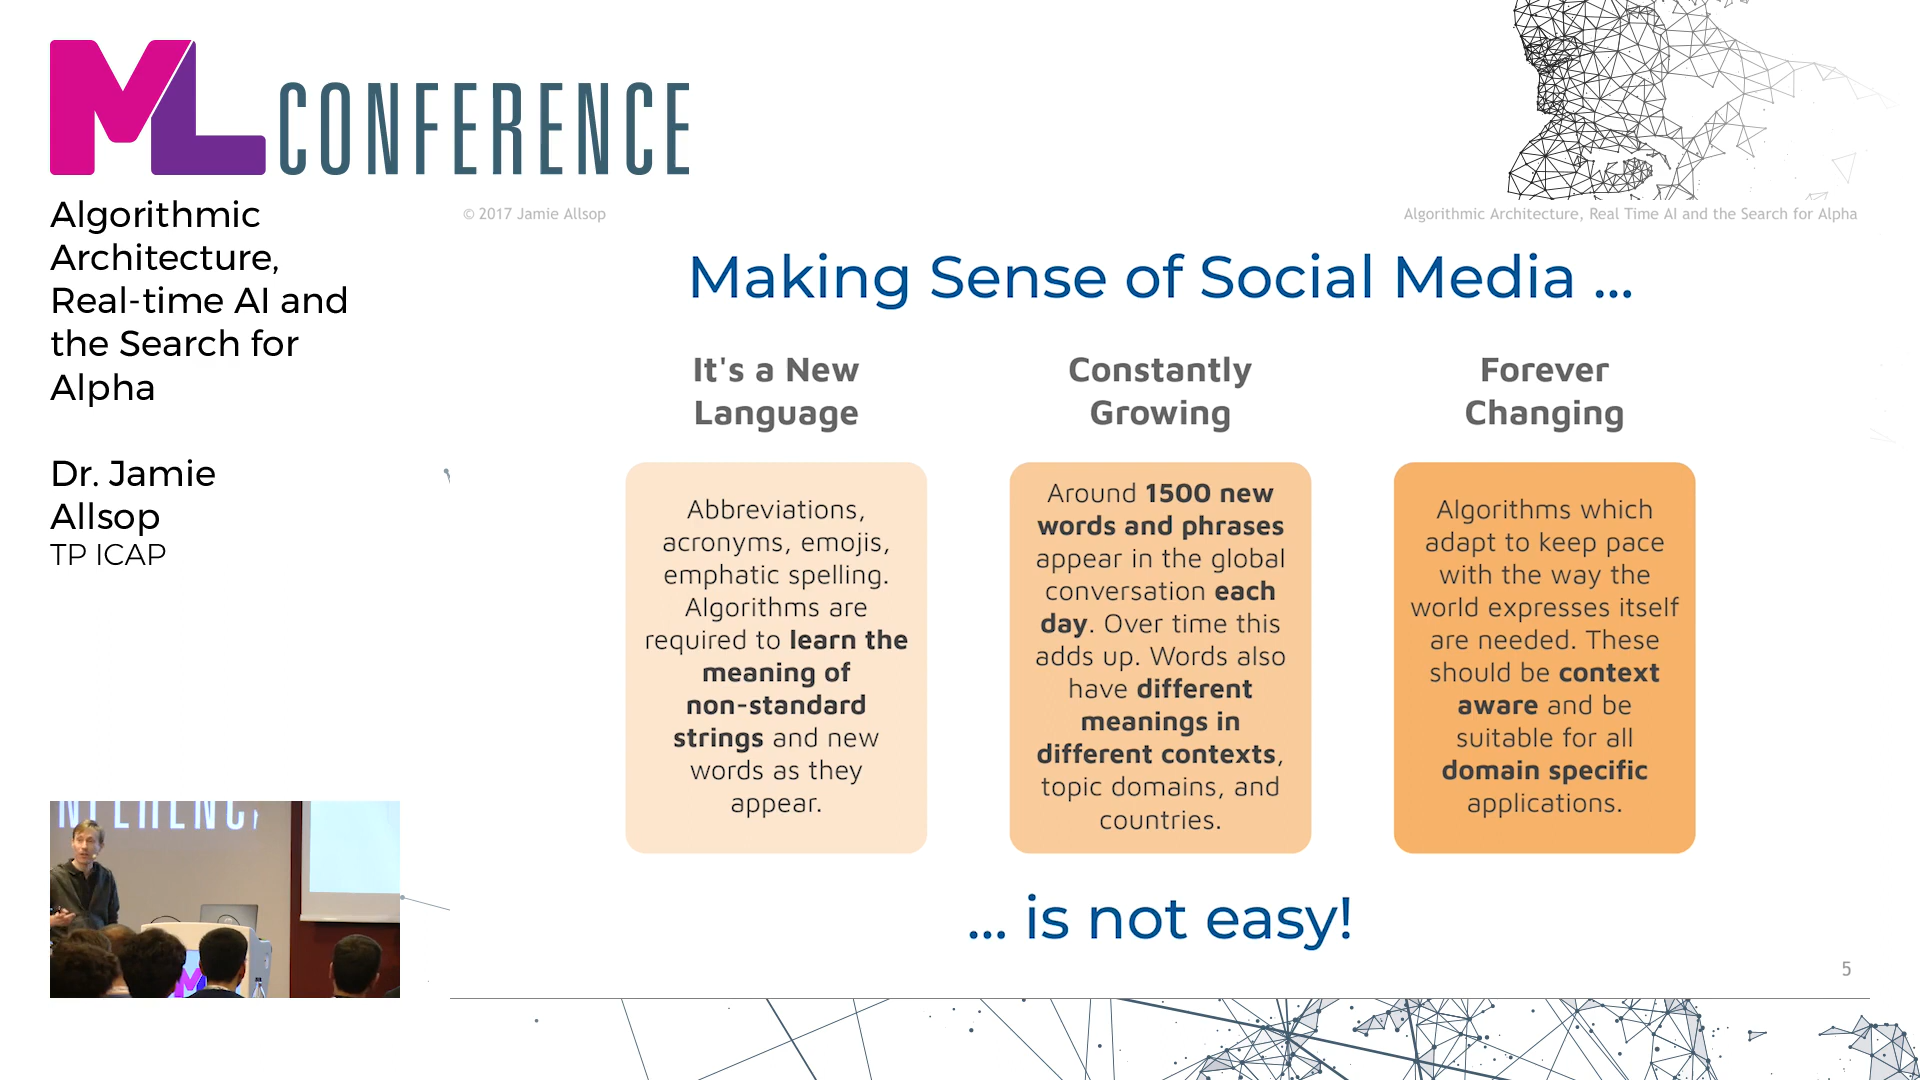 ML CONFERENCE
Algorithmic
Architecture,
Real-time AI and
the Search for
Alpha
Dr. Jamie
Allsop
TP ICAP
© 2017 Jamie Allsop
Algorithmic Architecture, Real Time AI and the Search for Alpha
Making Sense of Social Media ...
It's a New
Language
Abbreviations,
acronyms, emojis,
emphatic spelling.
Algorithms are
required to learn the
meaning of
non-standard
strings and new
words as they
appear.
Constantly
Growing
Around 1500 new
words and phrases
appear in the global
conversation each
day. Over time this
adds up. Words also
have different
meanings in
different contexts,
topic domains, and
countries.
Forever
Changing
Algorithms which
adapt to keep pace
with the way the
world expresses itself
are needed. These
should be context
aware and be
suitable for all
domain specific
applications.
... is not easy!
5